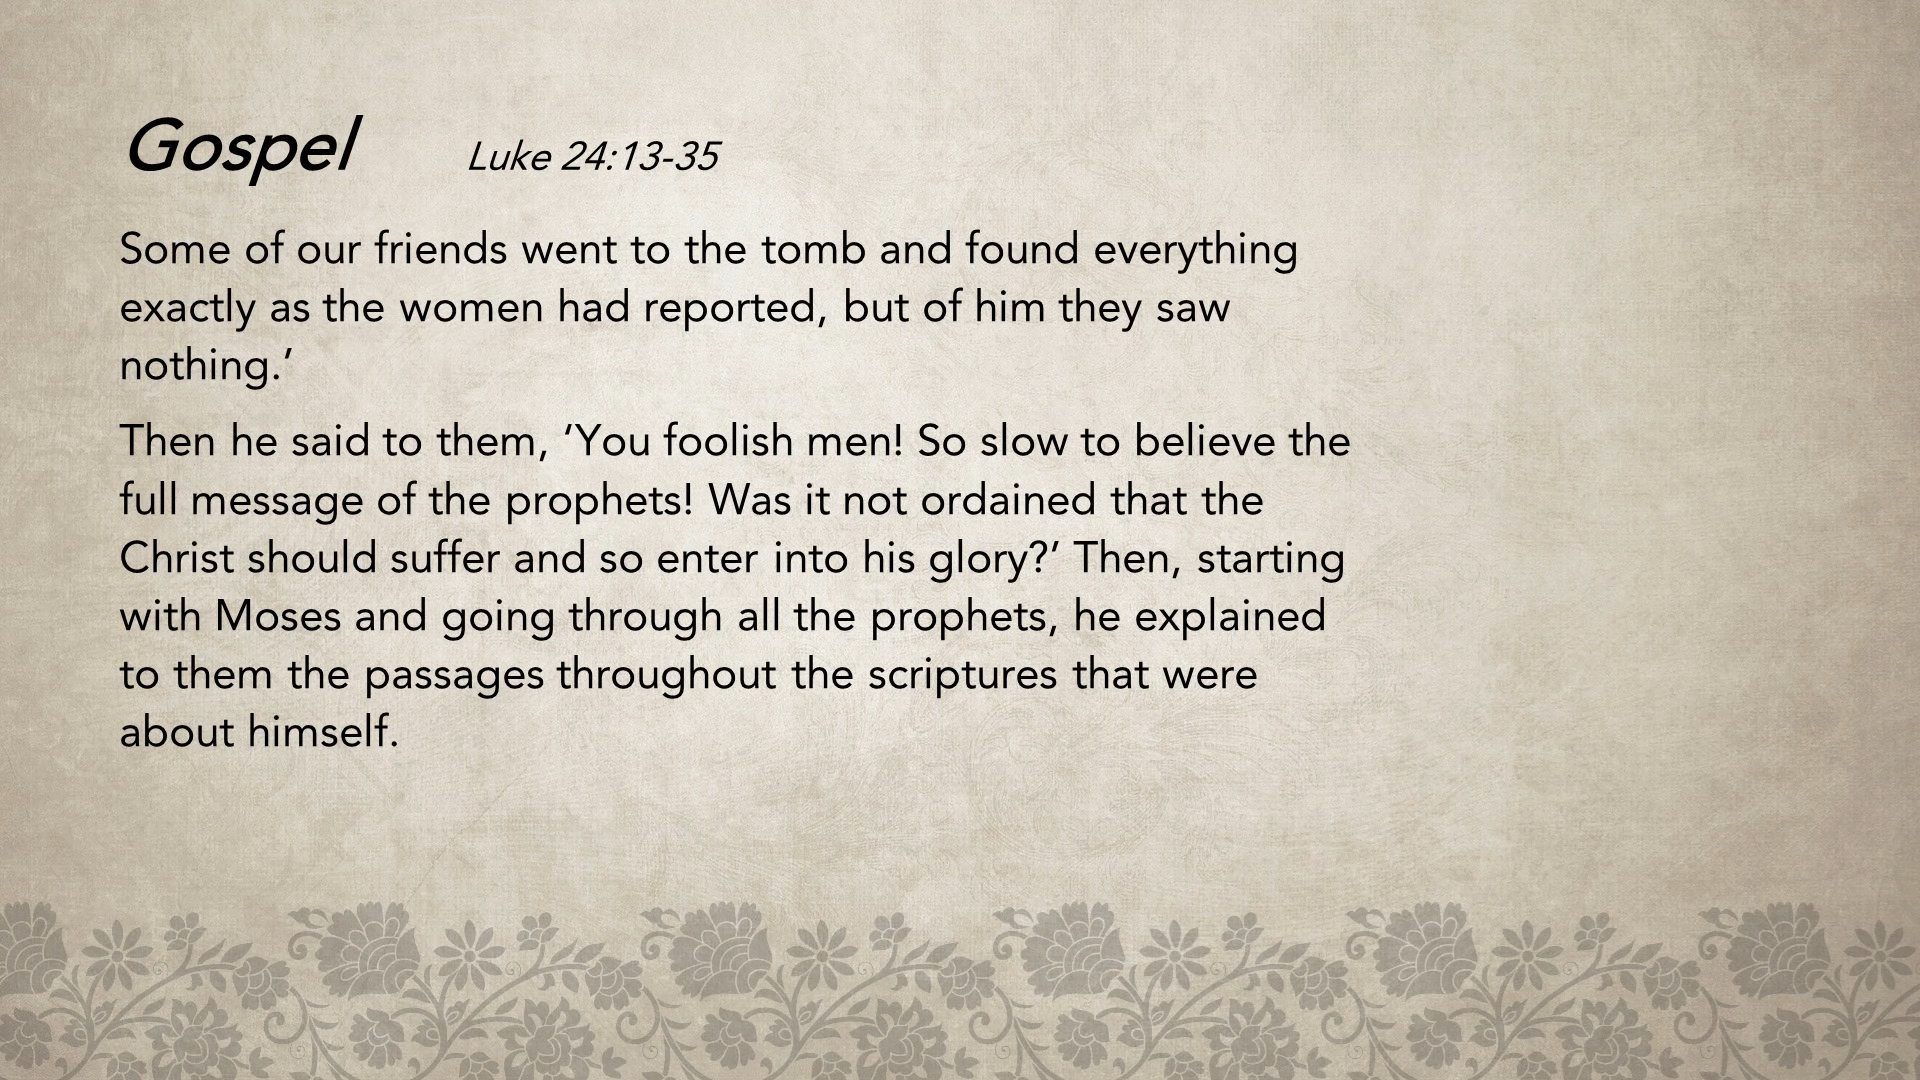 Gospel Luke 24:13-35
Some of our friends went to the tomb and found everything
exactly as the women had reported, but of him they saw
nothing.’
Then he said to them, ‘You foolish men! So slow to believe the
full message of the prophets! Was it not ordained that the
Christ should suffer and so enter into his glory?’ Then, starting
with Moses and going through all the prophets, he explained
to them the passages throughout the scriptures that were
about himself.